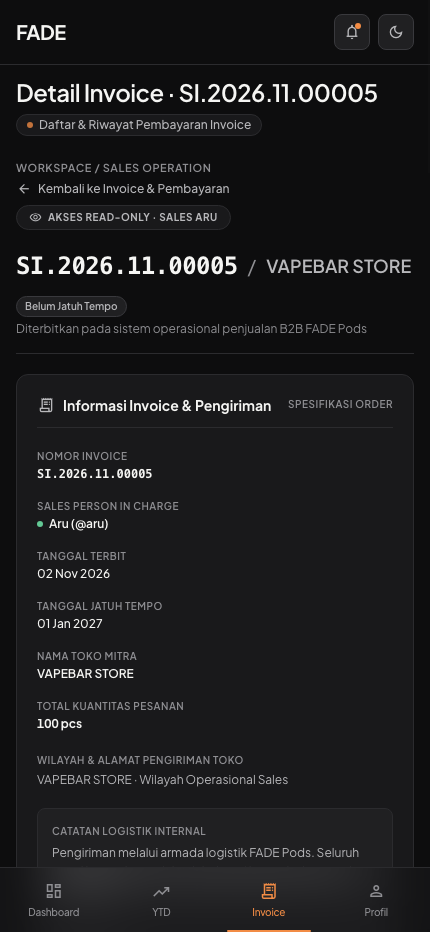 FADE
Detail Invoice · SI.2026.11.00005
Daftar & Riwayat Pembayaran Invoice
WORKSPACE / SALES OPERATION
Kembali ke Invoice & Pembayaran
AKSES READ-ONLY · SALES ARU
SI.2026.11.00005 / VAPEBAR STORE
Belum Jatuh Tempo
Diterbitkan pada sistem operasional penjualan B2B FADE Pods
Informasi Invoice & Pengiriman SPESIFIKASI ORDER
NOMOR INVOICE
SI.2026.11.00005
SALES PERSON IN CHARGE
Aru (@aru)
TANGGAL TERBIT
02 Nov 2026
TANGGAL JATUH TEMPO
01 Jan 2027
NAMA TOKO MITRA
VAPEBAR STORE
TOTAL KUANTITAS PESANAN
100 pcs
WILAYAH & ALAMAT PENGIRIMAN TOKO
VAPEBAR STORE · Wilayah Operasional Sales
CATATAN LOGISTIK INTERNAL
Pengiriman melalui armada logistik FADE Pods. Seluruh
Dashboard YTD Invoice Profil